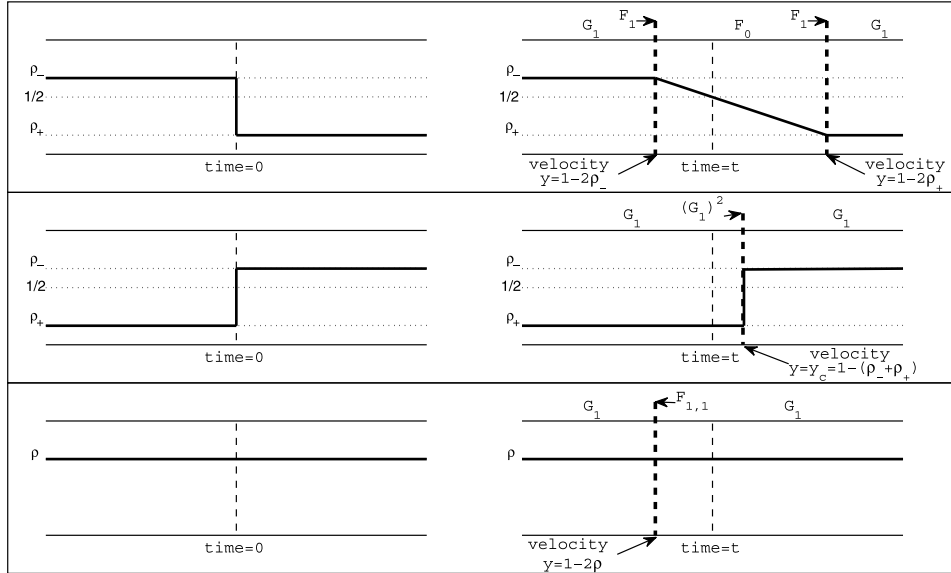 F₁ F₁
G₁ F₀ G₁
ρ₋ ρ₋
1/2 1/2
ρ₊ ρ₊
time=0 velocity time=t velocity
y=1-2ρ₋ y=1-2ρ₊
(G₁)²
G₁ G₁
ρ₋ ρ₋
1/2 1/2
ρ₊ ρ₊
time=0 time=t velocity
y=y_c=1-(ρ₋+ρ₊)
G₁ F₁,₁ G₁
ρ ρ
time=0 velocity time=t
y=1-2ρ